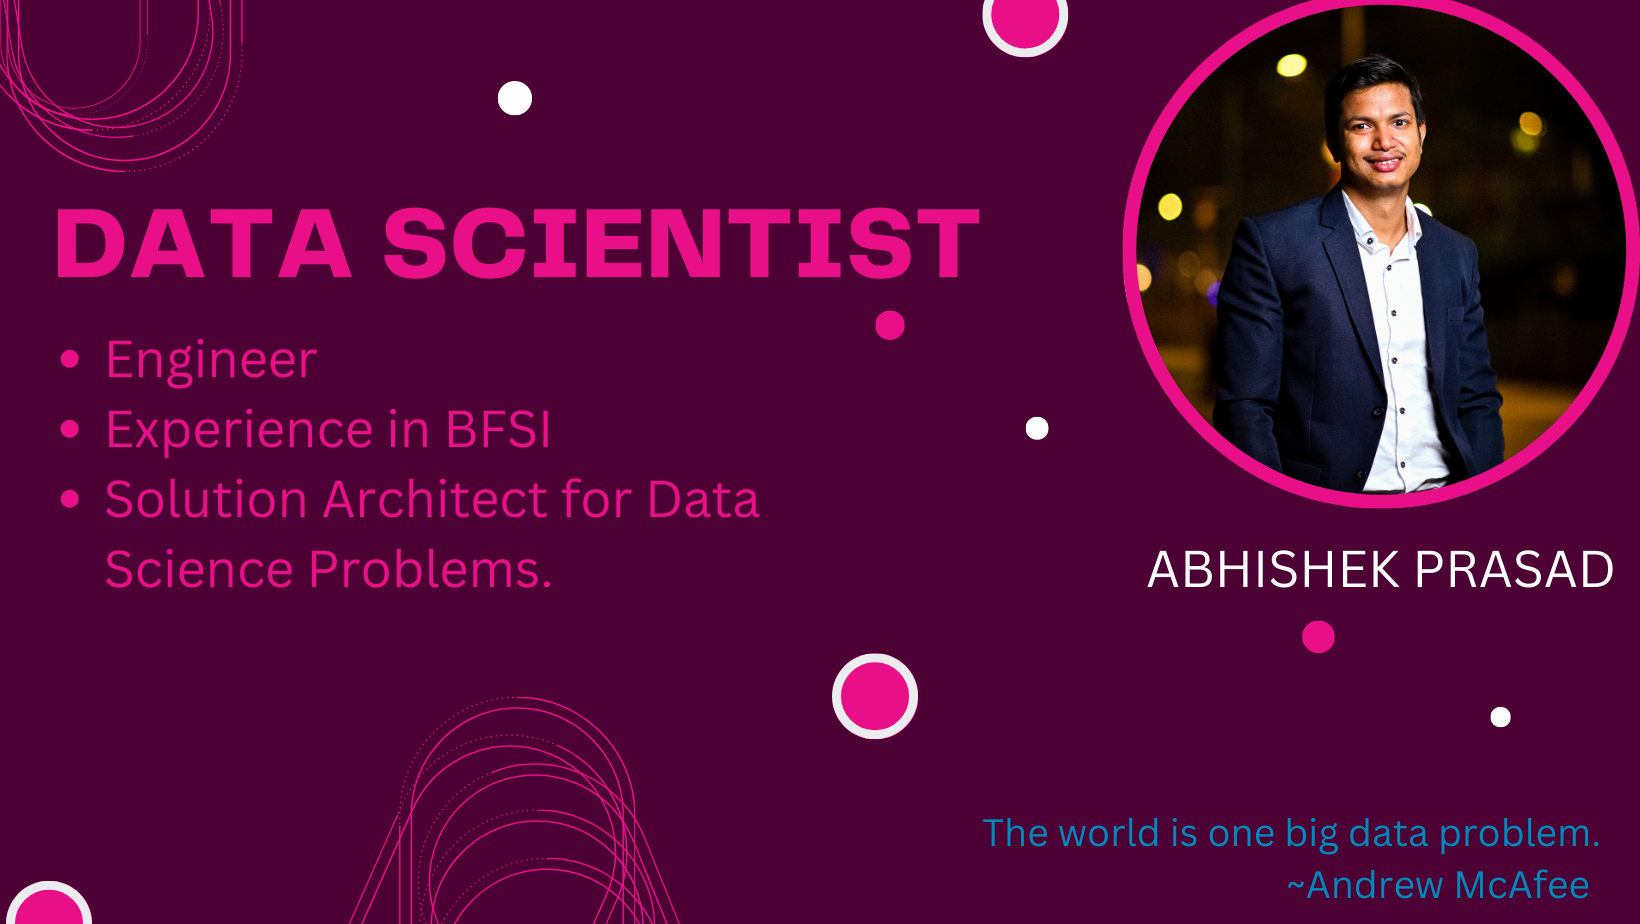 DATA SCIENTIST
Engineer
Experience in BFSI
Solution Architect for Data
Science Problems.
ABHISHEK PRASAD
The world is one big data problem.
~Andrew McAfee